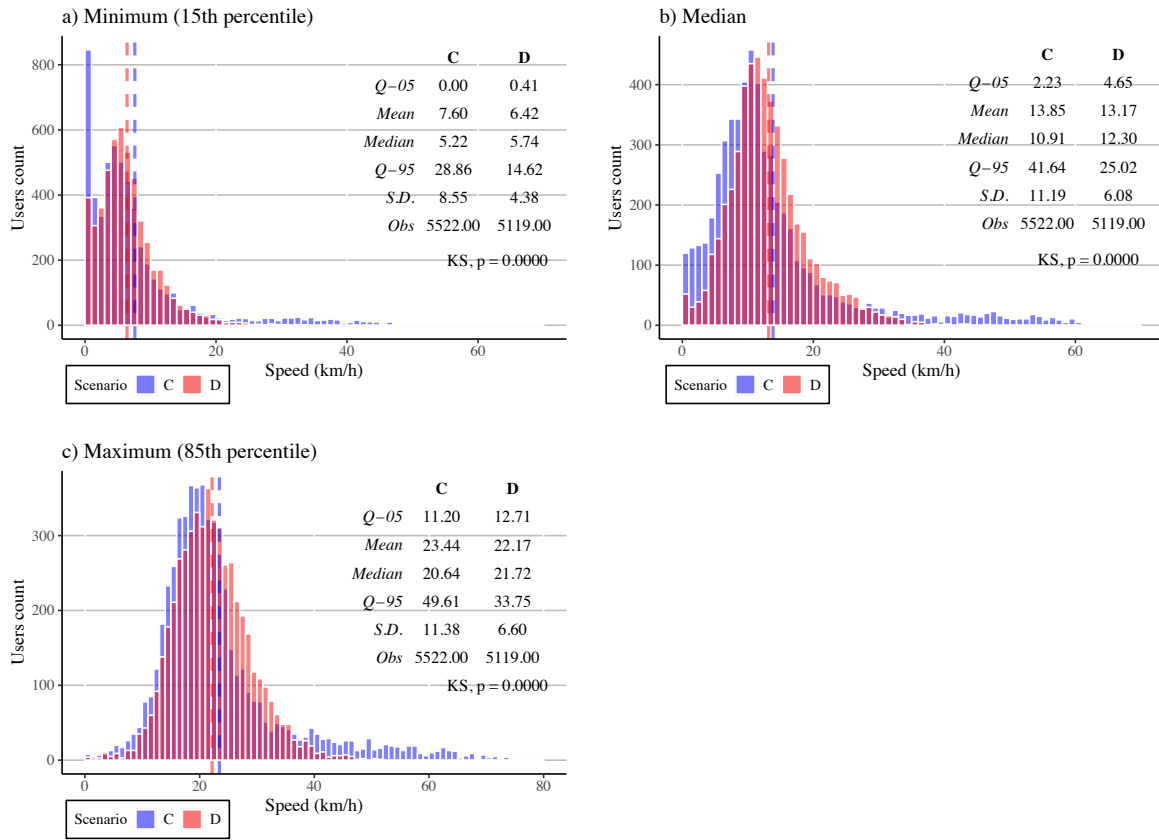 a) Minimum (15th percentile)
Users count
800
600
400
200
0
C D
Q−05 0.00 0.41
Mean 7.60 6.42
Median 5.22 5.74
Q−95 28.86 14.62
S.D. 8.55 4.38
Obs 5522.00 5119.00
KS, p = 0.0000
0 20 40 60
Speed (km/h)
Scenario C D
b) Median
Users count
400
300
200
100
0
C D
Q−05 2.23 4.65
Mean 13.85 13.17
Median 10.91 12.30
Q−95 41.64 25.02
S.D. 11.19 6.08
Obs 5522.00 5119.00
KS, p = 0.0000
0 20 40 60
Speed (km/h)
Scenario C D
c) Maximum (85th percentile)
Users count
300
200
100
0
C D
Q−05 11.20 12.71
Mean 23.44 22.17
Median 20.64 21.72
Q−95 49.61 33.75
S.D. 11.38 6.60
Obs 5522.00 5119.00
KS, p = 0.0000
0 20 40 60 80
Speed (km/h)
Scenario C D